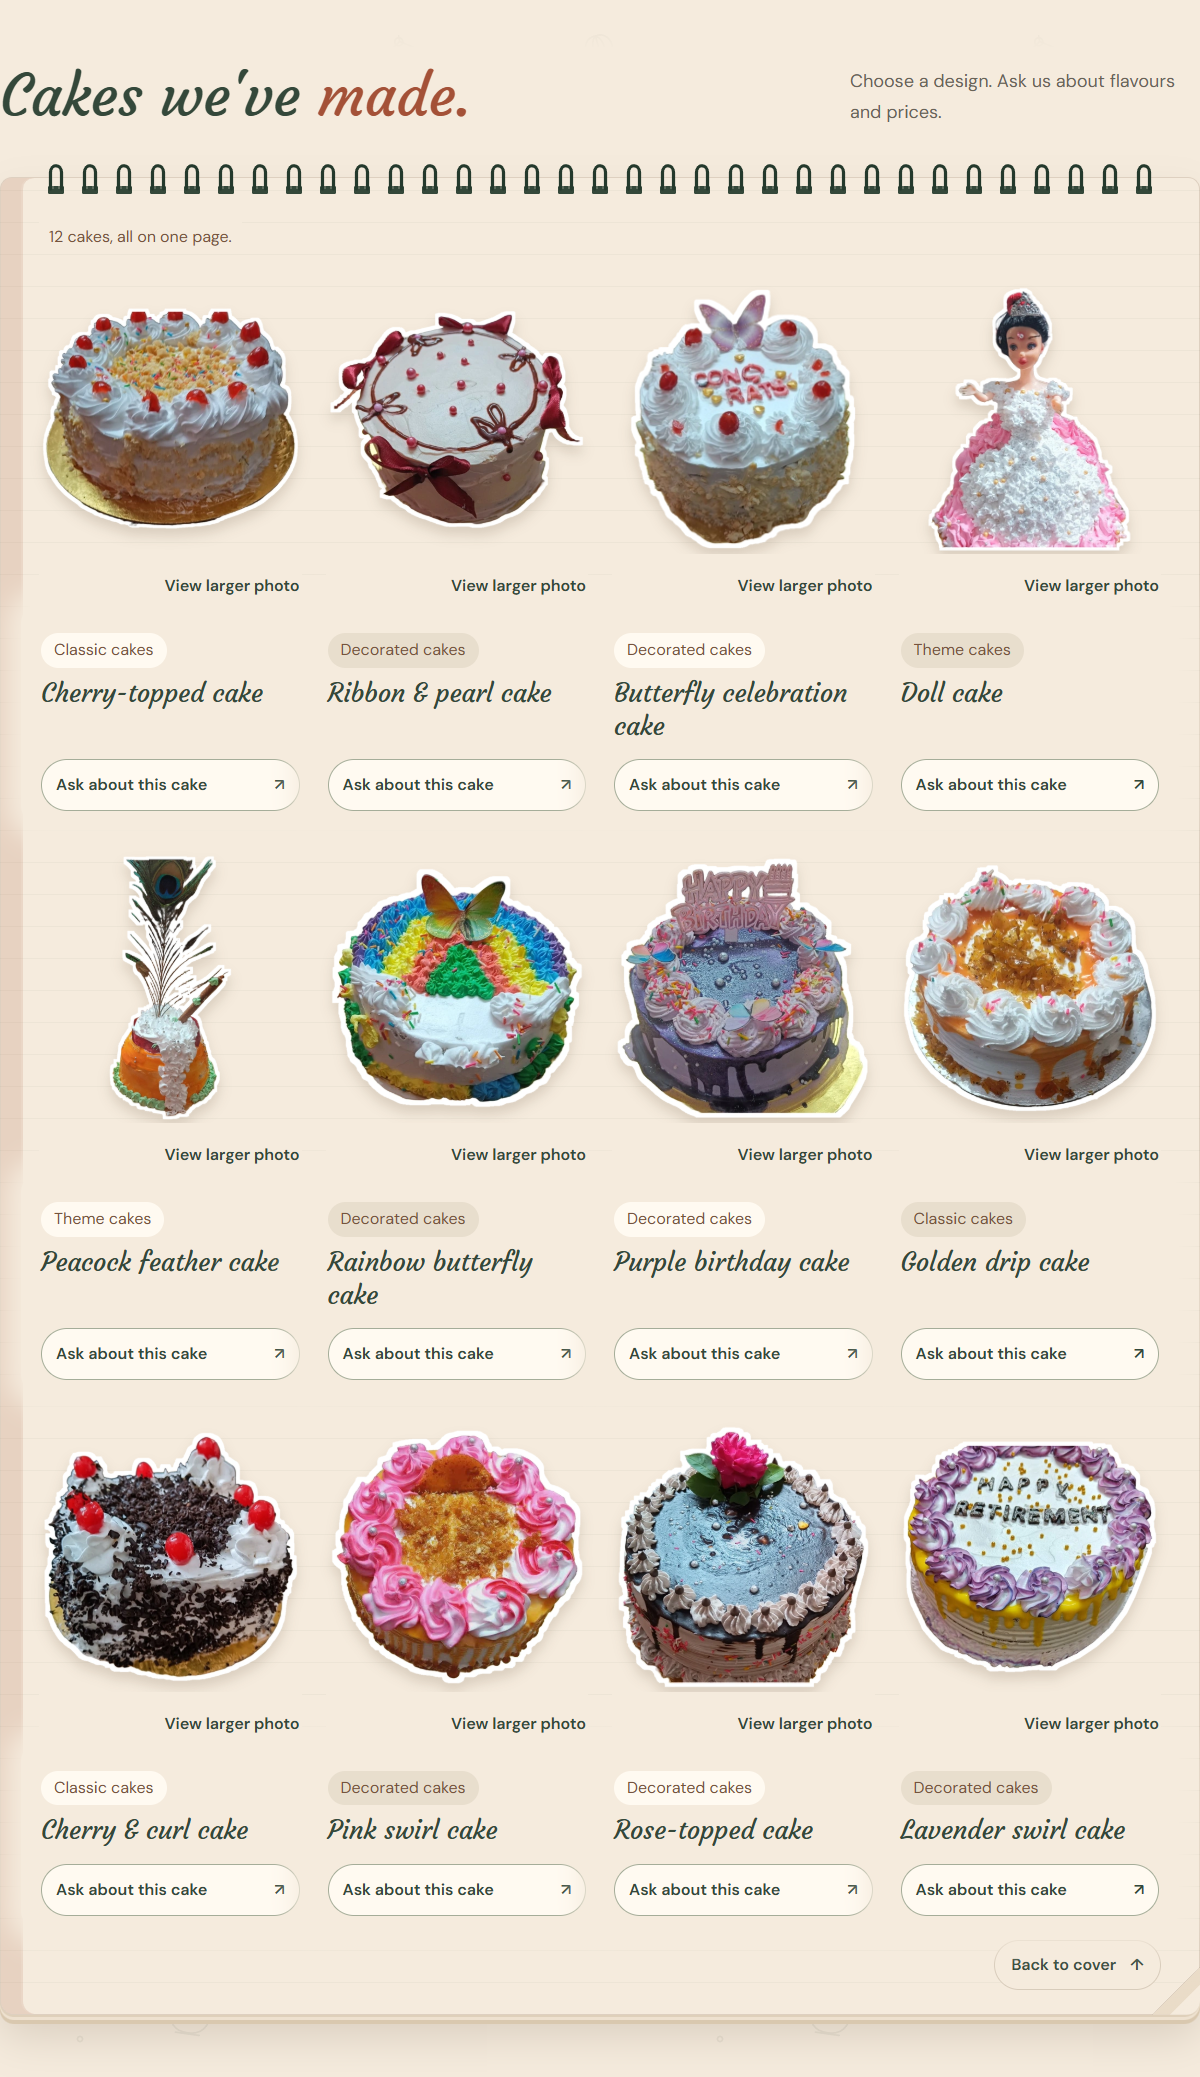 Cakes we've made.
Choose a design. Ask us about flavours
and prices.
12 cakes, all on one page.
CONG
RATS
View larger photo
View larger photo
View larger photo
View larger photo
Classic cakes
Decorated cakes
Decorated cakes
Theme cakes
Cherry-topped cake
Ribbon & pearl cake
Butterfly celebration
cake
Doll cake
Ask about this cake
Ask about this cake
Ask about this cake
Ask about this cake
HAPPY
BIRTHDAY
View larger photo
View larger photo
View larger photo
View larger photo
Theme cakes
Decorated cakes
Decorated cakes
Classic cakes
Peacock feather cake
Rainbow butterfly
cake
Purple birthday cake
Golden drip cake
Ask about this cake
Ask about this cake
Ask about this cake
Ask about this cake
HAPPY
RETIREMENT
View larger photo
View larger photo
View larger photo
View larger photo
Classic cakes
Decorated cakes
Decorated cakes
Decorated cakes
Cherry & curl cake
Pink swirl cake
Rose-topped cake
Lavender swirl cake
Ask about this cake
Ask about this cake
Ask about this cake
Ask about this cake
Back to cover